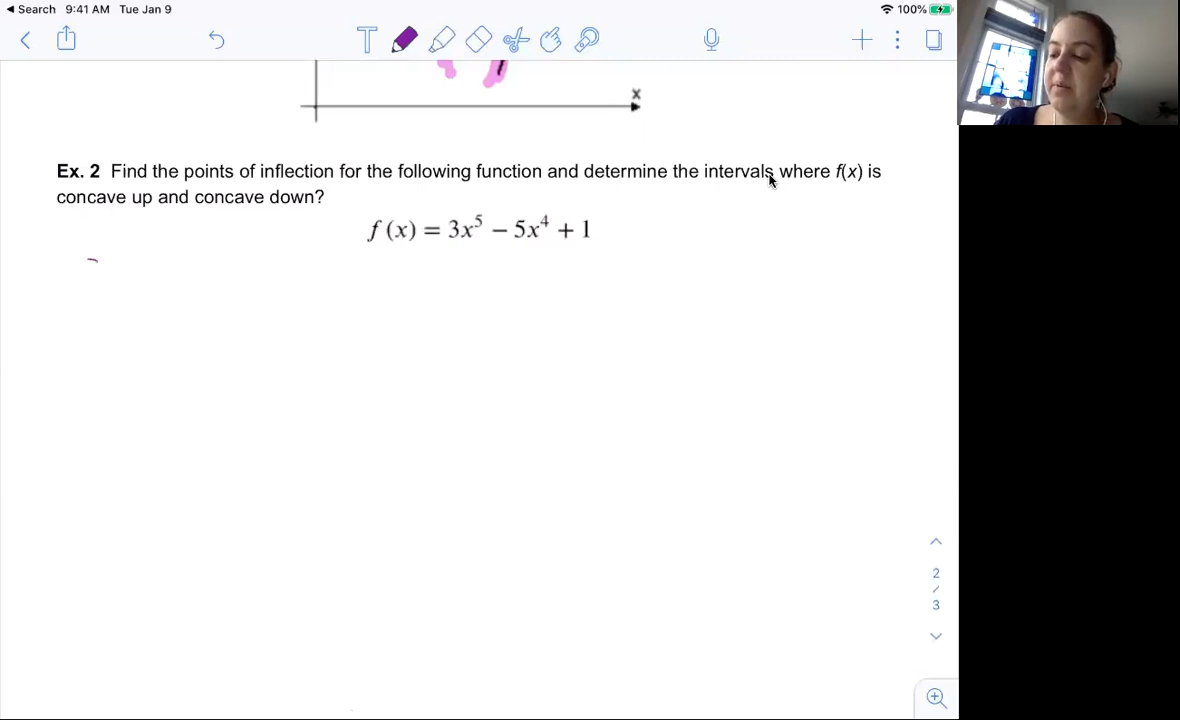 Search 9:41 AM Tue Jan 9 100%
T
x
Ex. 2 Find the points of inflection for the following function and determine the intervals where f(x) is
concave up and concave down?
f (x) = 3x⁵ − 5x⁴ + 1
2
/
3